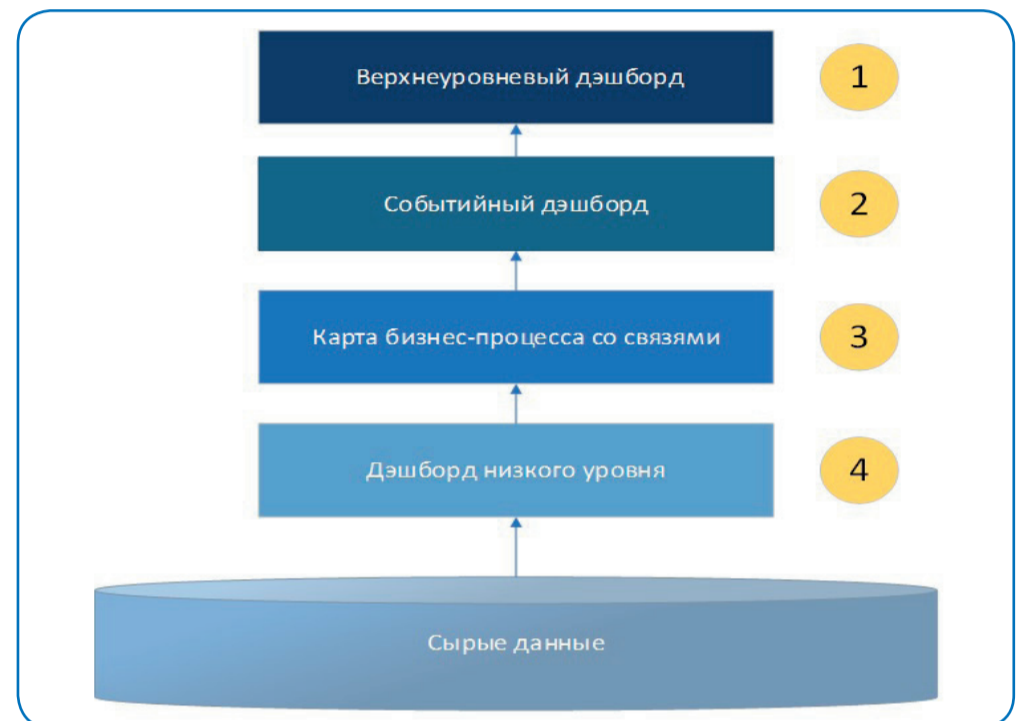 Верхнеуровневый дэшборд
1
Событийный дэшборд
2
Карта бизнес-процесса со связями
3
Дэшборд низкого уровня
4
Сырые данные